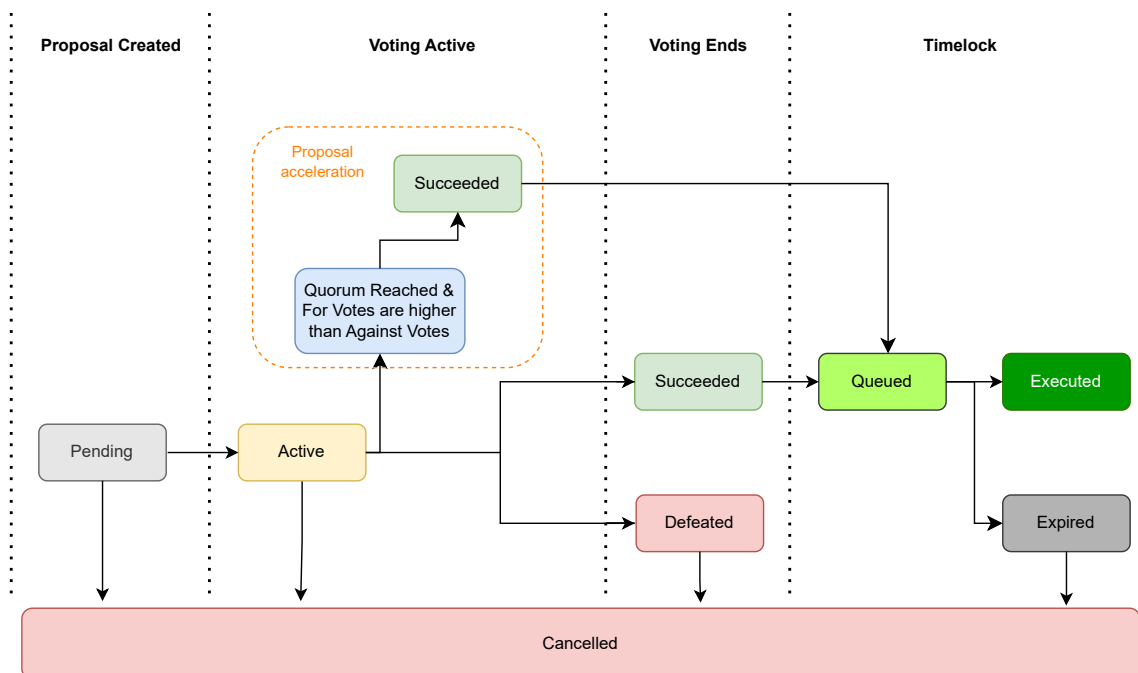 Proposal Created
Voting Active
Voting Ends
Timelock
Proposal
acceleration
Succeeded
Quorum Reached &
For Votes are higher
than Against Votes
Succeeded
Queued
Executed
Pending
Active
Defeated
Expired
Cancelled